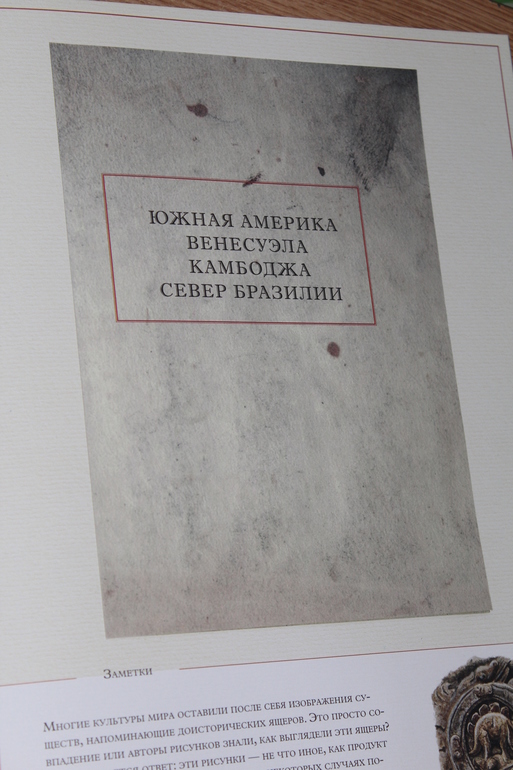 ЮЖНАЯ АМЕРИКА
ВЕНЕСУЭЛА
КАМБОДЖА
СЕВЕР БРАЗИЛИИ
Заметки
Многие культуры мира оставили после себя изображения су-
ществ, напоминающие доисторических ящеров. Это просто со-
впадение или авторы рисунков знали, как выглядели эти ящеры?
ответ: эти рисунки — не что иное, как продукт
случаях по-